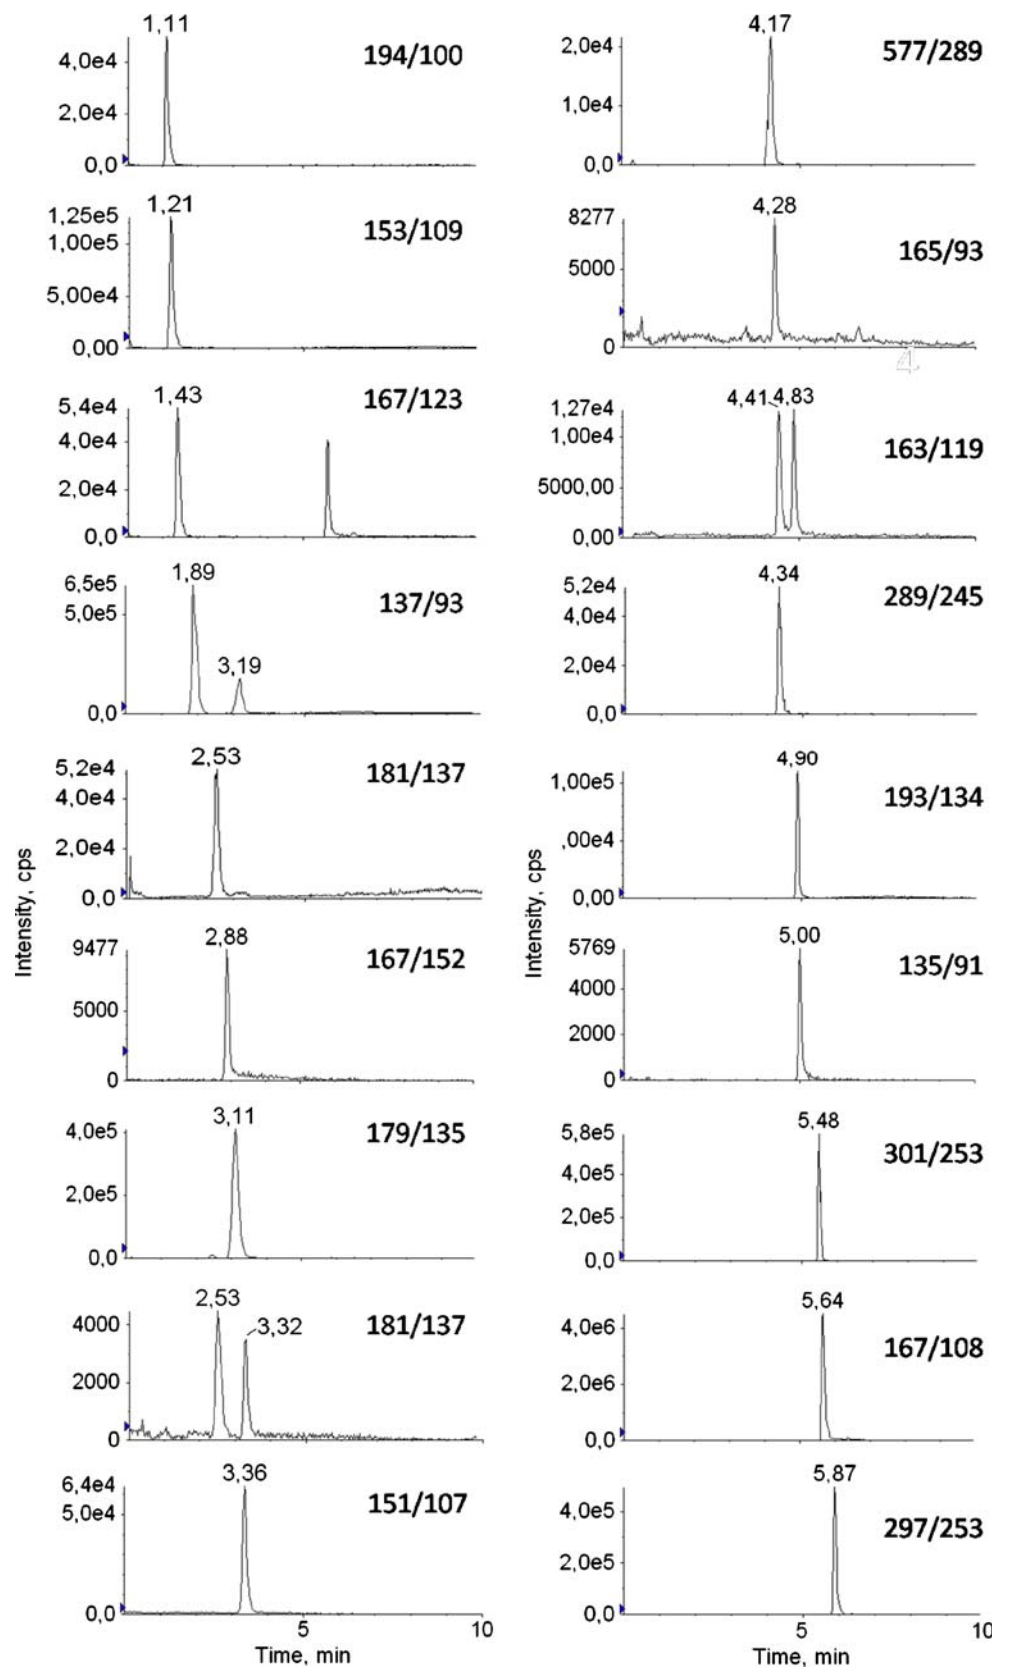 1,11
194/100
4,0e4
2,0e4
0,0
1,21
153/109
1,25e5
1,00e5
5,00e4
0,00
1,43
167/123
5,4e4
4,0e4
2,0e4
0,0
1,89
137/93
6,5e5
5,0e5
3,19
0,0
2,53
181/137
5,2e4
4,0e4
2,0e4
0,0
2,88
167/152
9477
5000
0
3,11
179/135
4,0e5
2,0e5
0,0
2,53
181/137
4000
3,32
2000
0
10
3,36
151/107
6,4e4
5,0e4
0,0
5
10
Time, min
Intensity, cps
4,17
577/289
2,0e4
1,0e4
0,0
4,28
165/93
8277
5000
0
4
4,41
4,83
163/119
1,27e4
1,00e4
5000,00
0,00
4,34
289/245
5,2e4
4,0e4
2,0e4
0,0
4,90
193/134
1,00e5
,00e4
0,00
5,00
135/91
5769
4000
2000
0
5,48
301/253
5,8e5
4,0e5
2,0e5
0,0
5,64
167/108
4,0e6
2,0e6
0,0
5,87
297/253
4,0e5
2,0e5
0,0
5
10
Time, min
Intensity, cps